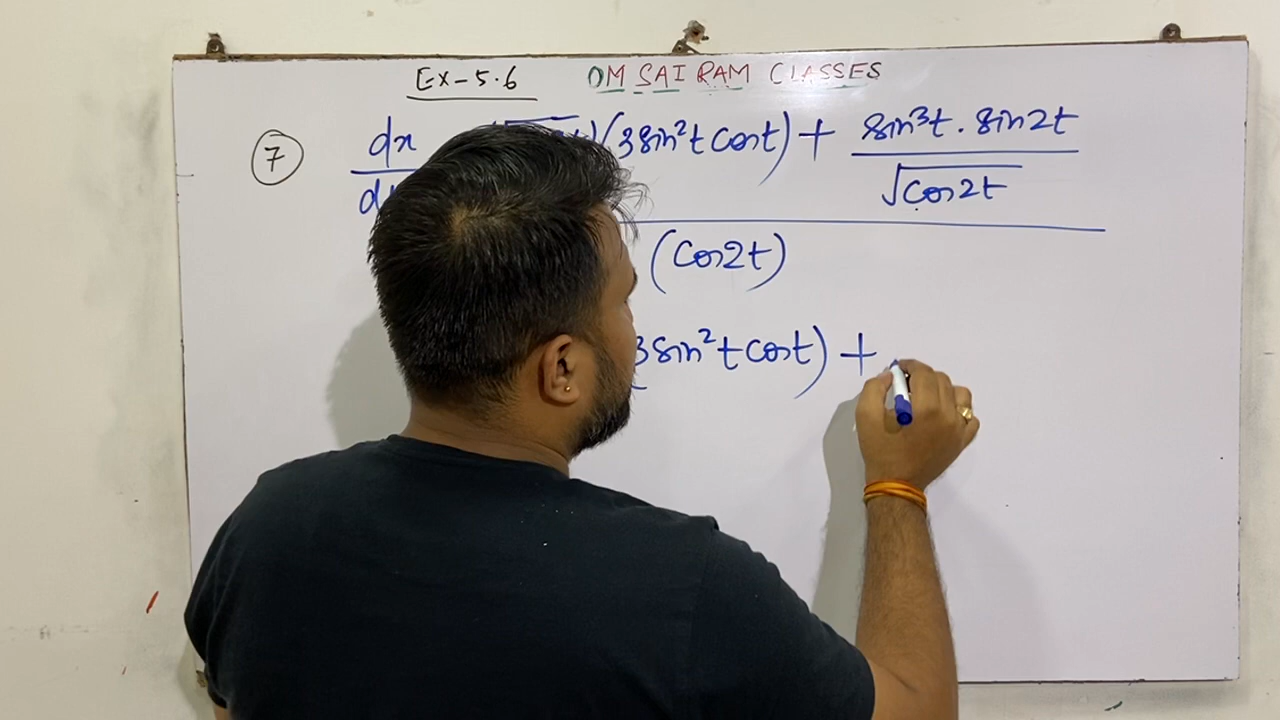 Ex-5.6 OM SAI RAM CLASSES
7 dx (3sin²t cost) + sin³t . sin2t
√cos2t
(cos2t)
3sin²t cost) +